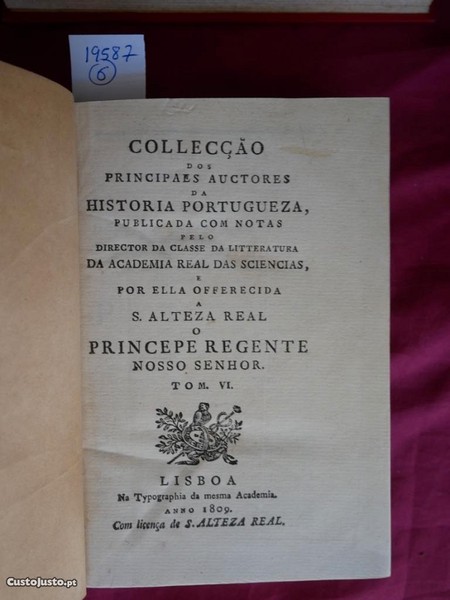 19587
6
COLLECÇÃO
DOS
PRINCIPAES AUCTORES
DA
HISTORIA PORTUGUEZA,
PUBLICADA COM NOTAS
PELO
DIRECTOR DA CLASSE DA LITTERATURA
DA ACADEMIA REAL DAS SCIENCIAS,
E
POR ELLA OFFERECIDA
A
S. ALTEZA REAL
O
PRINCEPE REGENTE
NOSSO SENHOR.
TOM. VI.
LISBOA
Na Typographia da mesma Academia.
ANNO 1809.
Com licença de S. ALTEZA REAL.
CustoJusto.pt